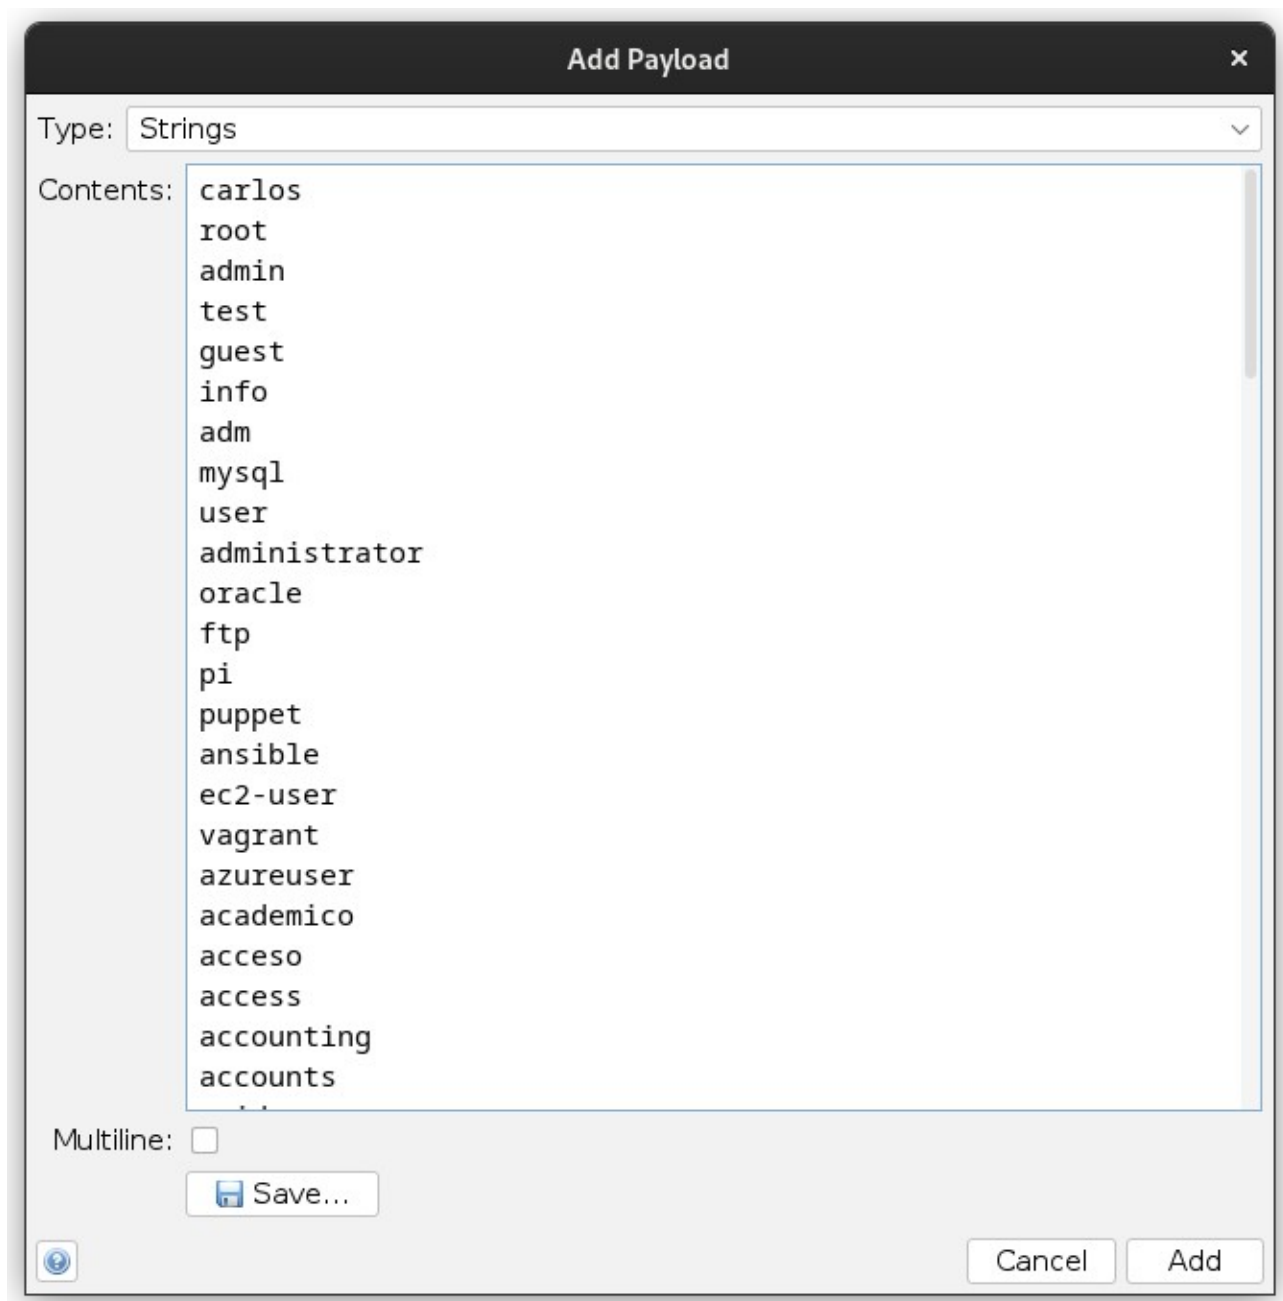 Add Payload
Type: Strings
Contents: carlos
root
admin
test
guest
info
adm
mysql
user
administrator
oracle
ftp
pi
puppet
ansible
ec2-user
vagrant
azureuser
academico
acceso
access
accounting
accounts
Multiline:
Save...
Cancel Add